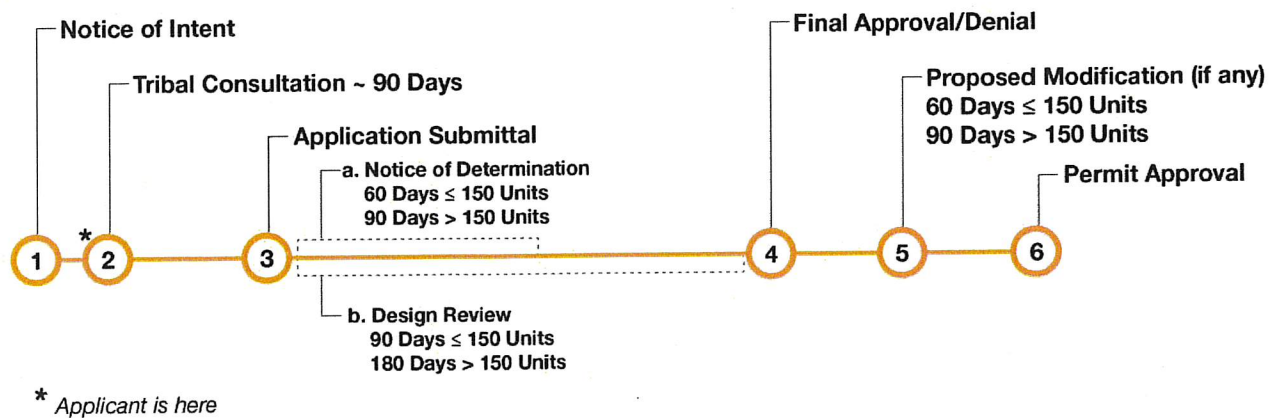 Notice of Intent
Tribal Consultation ~ 90 Days
Application Submittal
a. Notice of Determination
60 Days ≤ 150 Units
90 Days > 150 Units
b. Design Review
90 Days ≤ 150 Units
180 Days > 150 Units
Final Approval/Denial
Proposed Modification (if any)
60 Days ≤ 150 Units
90 Days > 150 Units
Permit Approval
1 * 2 3 4 5 6
* Applicant is here